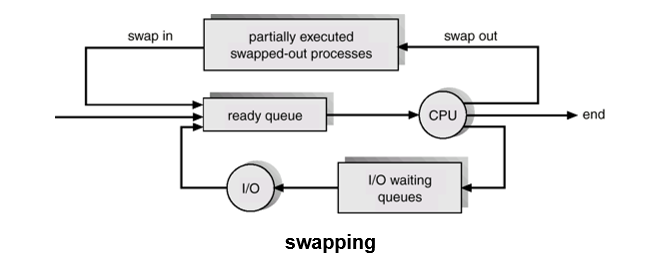 swap in
partially executed
swapped-out processes
swap out
ready queue
CPU
end
I/O
I/O waiting
queues
swapping